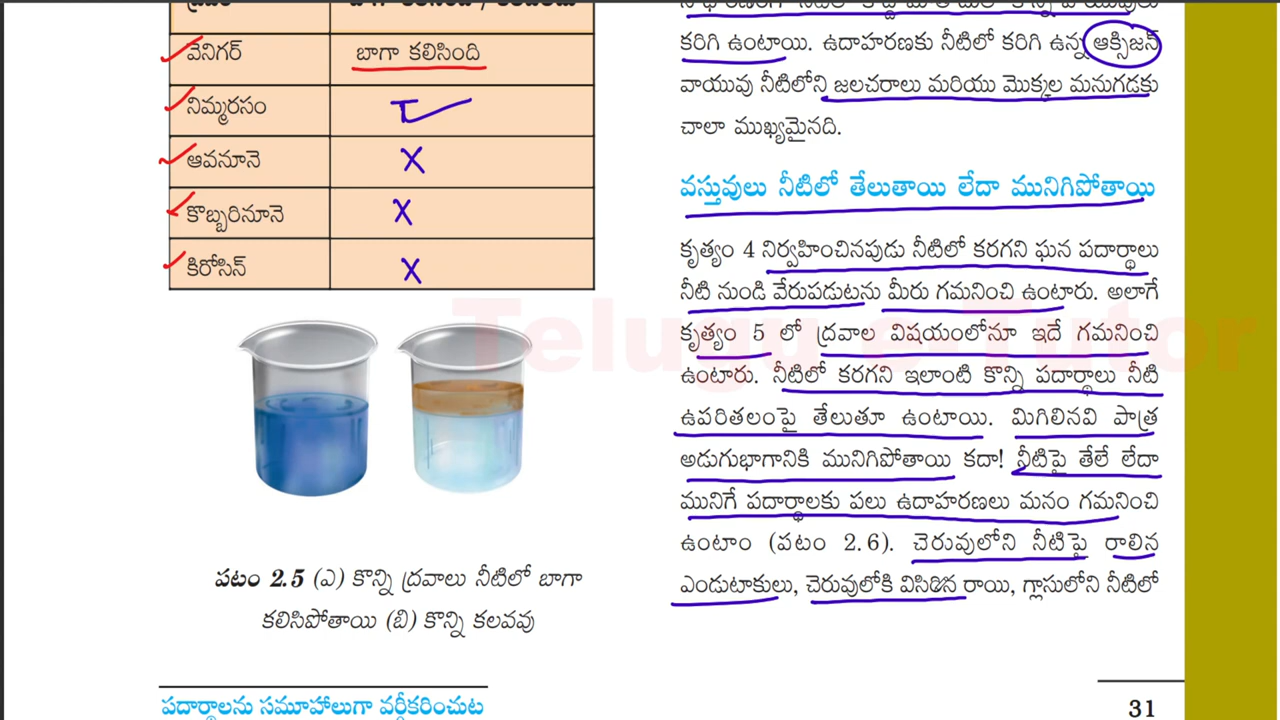 వెనిగర్ బాగా కలిసింది
నిమ్మరసం
ఆవనూనె X
కొబ్బరినూనె X
కిరోసిన్ X
పటం 2.5 (ఎ) కొన్ని ద్రవాలు నీటిలో బాగా
కలిసిపోతాయి (బి) కొన్ని కలవవు
పదార్థాలను సమూహాలుగా వర్గీకరించుట
కరిగి ఉంటాయి. ఉదాహరణకు నీటిలో కరిగి ఉన్న ఆక్సిజన్
వాయువు నీటిలోని జలచరాలు మరియు మొక్కల మనుగడకు
చాలా ముఖ్యమైనది.
వస్తువులు నీటిలో తేలుతాయి లేదా మునిగిపోతాయి
కృత్యం 4 నిర్వహించినపుడు నీటిలో కరగని ఘన పదార్థాలు
నీటి నుండి వేరుపడుటను మీరు గమనించి ఉంటారు. అలాగే
కృత్యం 5 లో ద్రవాల విషయంలోనూ ఇదే గమనించి
ఉంటారు. నీటిలో కరగని ఇలాంటి కొన్ని పదార్థాలు నీటి
ఉపరితలంపై తేలుతూ ఉంటాయి. మిగిలినవి పాత్ర
అడుగుభాగానికి మునిగిపోతాయి కదా! నీటిపై తేలే లేదా
మునిగే పదార్థాలకు పలు ఉదాహరణలు మనం గమనించి
ఉంటాం (పటం 2.6). చెరువులోని నీటిపై రాలిన
ఎండుటాకులు, చెరువులోకి విసిరిన రాయి, గ్లాసులోని నీటిలో
31
Telugu e-Tutor